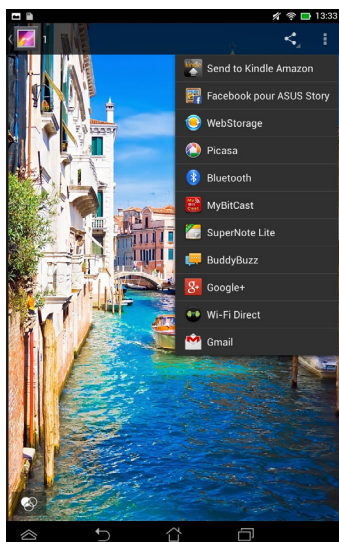 13:33
1
Send to Kindle Amazon
Facebook pour ASUS Story
WebStorage
Picasa
Bluetooth
MyBitCast
SuperNote Lite
BuddyBuzz
Google+
Wi-Fi Direct
Gmail